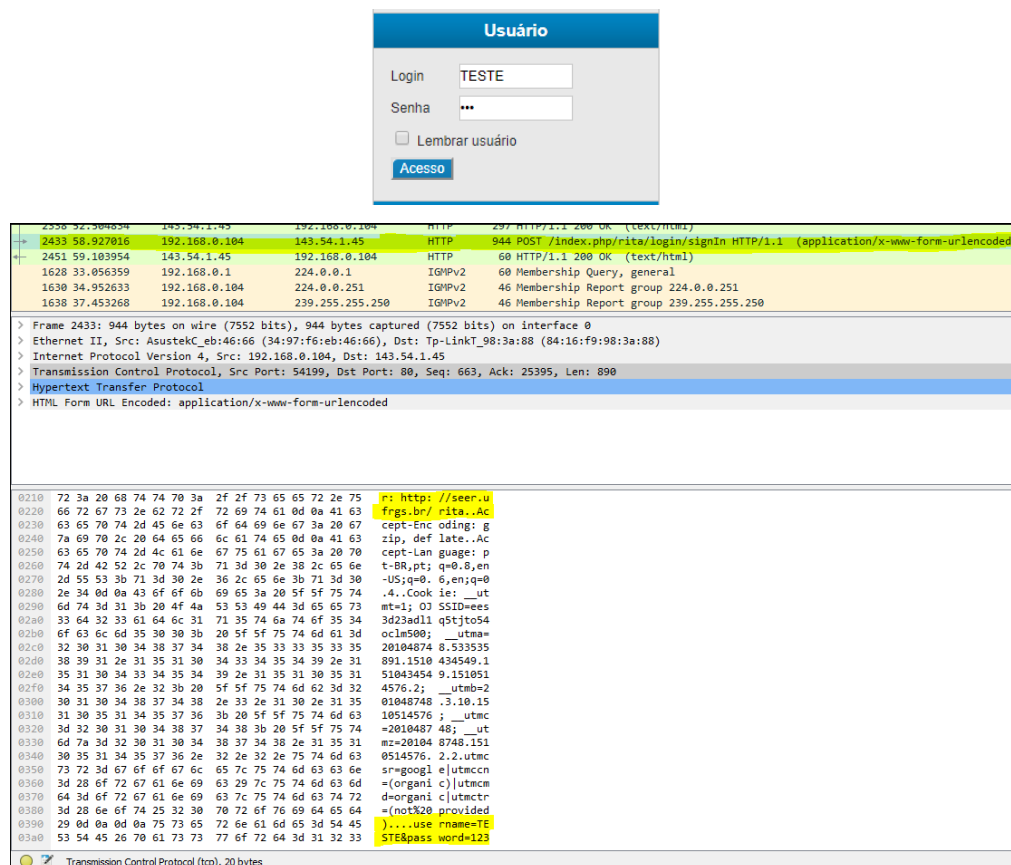 Usuário
Login TESTE
Senha •••
Lembrar usuário
Acesso
2338 52.504834 143.54.1.45 192.168.0.104 HTTP 297 HTTP/1.1 200 OK (text/html)
2433 58.927016 192.168.0.104 143.54.1.45 HTTP 944 POST /index.php/rita/login/signIn HTTP/1.1 (application/x-www-form-urlencoded
2451 59.103954 143.54.1.45 192.168.0.104 HTTP 60 HTTP/1.1 200 OK (text/html)
1628 33.056359 192.168.0.1 224.0.0.1 IGMPv2 60 Membership Query, general
1630 34.952633 192.168.0.104 224.0.0.251 IGMPv2 46 Membership Report group 224.0.0.251
1638 37.453268 192.168.0.104 239.255.255.250 IGMPv2 46 Membership Report group 239.255.255.250
> Frame 2433: 944 bytes on wire (7552 bits), 944 bytes captured (7552 bits) on interface 0
> Ethernet II, Src: AsustekC_eb:46:66 (34:97:f6:eb:46:66), Dst: Tp-LinkT_98:3a:88 (84:16:f9:98:3a:88)
> Internet Protocol Version 4, Src: 192.168.0.104, Dst: 143.54.1.45
> Transmission Control Protocol, Src Port: 54199, Dst Port: 80, Seq: 663, Ack: 25395, Len: 890
> Hypertext Transfer Protocol
> HTML Form URL Encoded: application/x-www-form-urlencoded
0210 72 3a 20 68 74 74 70 3a 2f 2f 73 65 65 72 2e 75 r: http: //seer.u
0220 66 72 67 73 2e 62 72 2f 72 69 74 61 0d 0a 41 63 frgs.br/ rita..Ac
0230 63 65 70 74 2d 45 6e 63 6f 64 69 6e 67 3a 20 67 cept-Enc oding: g
0240 7a 69 70 2c 20 64 65 66 6c 61 74 65 0d 0a 41 63 zip, def late..Ac
0250 63 65 70 74 2d 4c 61 6e 67 75 61 67 65 3a 20 70 cept-Lan guage: p
0260 74 2d 42 52 2c 70 74 3b 71 3d 30 2e 38 2c 65 6e t-BR,pt; q=0.8,en
0270 2d 55 53 3b 71 3d 30 2e 36 2c 65 6e 3b 71 3d 30 -US;q=0. 6,en;q=0
0280 2e 34 0d 0a 43 6f 6f 6b 69 65 3a 20 5f 5f 75 74 .4..Cook ie: __ut
0290 6d 74 3d 31 3b 20 4f 4a 53 53 49 44 3d 65 65 73 mt=1; OJ SSID=ees
02a0 33 64 32 33 61 64 6c 31 71 35 74 6a 74 6f 35 34 3d23adl1 q5tjto54
02b0 6f 63 6c 6d 35 30 30 3b 20 5f 5f 75 74 6d 61 3d oclm500; __utma=
02c0 32 30 31 30 34 38 37 34 38 2e 35 33 33 35 33 35 20104874 8.533535
02d0 38 39 31 2e 31 35 31 30 34 33 34 35 34 39 2e 31 891.1510 434549.1
02e0 35 31 30 34 33 34 35 34 39 2e 31 35 31 30 35 31 51043454 9.151051
02f0 34 35 37 36 2e 32 3b 20 5f 5f 75 74 6d 62 3d 32 4576.2; __utmb=2
0300 30 31 30 34 38 37 34 38 2e 33 2e 31 30 2e 31 35 01048748 .3.10.15
0310 31 30 35 31 34 35 37 36 3b 20 5f 5f 75 74 6d 63 10514576 ; __utmc
0320 3d 32 30 31 30 34 38 37 34 38 3b 20 5f 5f 75 74 =2010487 48; __ut
0330 6d 7a 3d 32 30 31 30 34 38 37 34 38 2e 31 35 31 mz=20104 8748.151
0340 30 35 31 34 35 37 36 2e 32 2e 32 2e 75 74 6d 63 0514576. 2.2.utmc
0350 73 72 3d 67 6f 6f 67 6c 65 7c 75 74 6d 63 63 6e sr=googl e|utmccn
0360 3d 28 6f 72 67 61 6e 69 63 29 7c 75 74 6d 63 6d =(organi c)|utmcm
0370 64 3d 6f 72 67 61 6e 69 63 7c 75 74 6d 63 74 72 d=organi c|utmctr
0380 3d 28 6e 6f 74 25 32 30 70 72 6f 76 69 64 65 64 =(not%20 provided
0390 29 0d 0a 0d 0a 75 73 65 72 6e 61 6d 65 3d 54 45 )....use rname=TE
03a0 53 54 45 26 70 61 73 73 77 6f 72 64 3d 31 32 33 STE&pass word=123
Transmission Control Protocol (tcp), 20 bytes